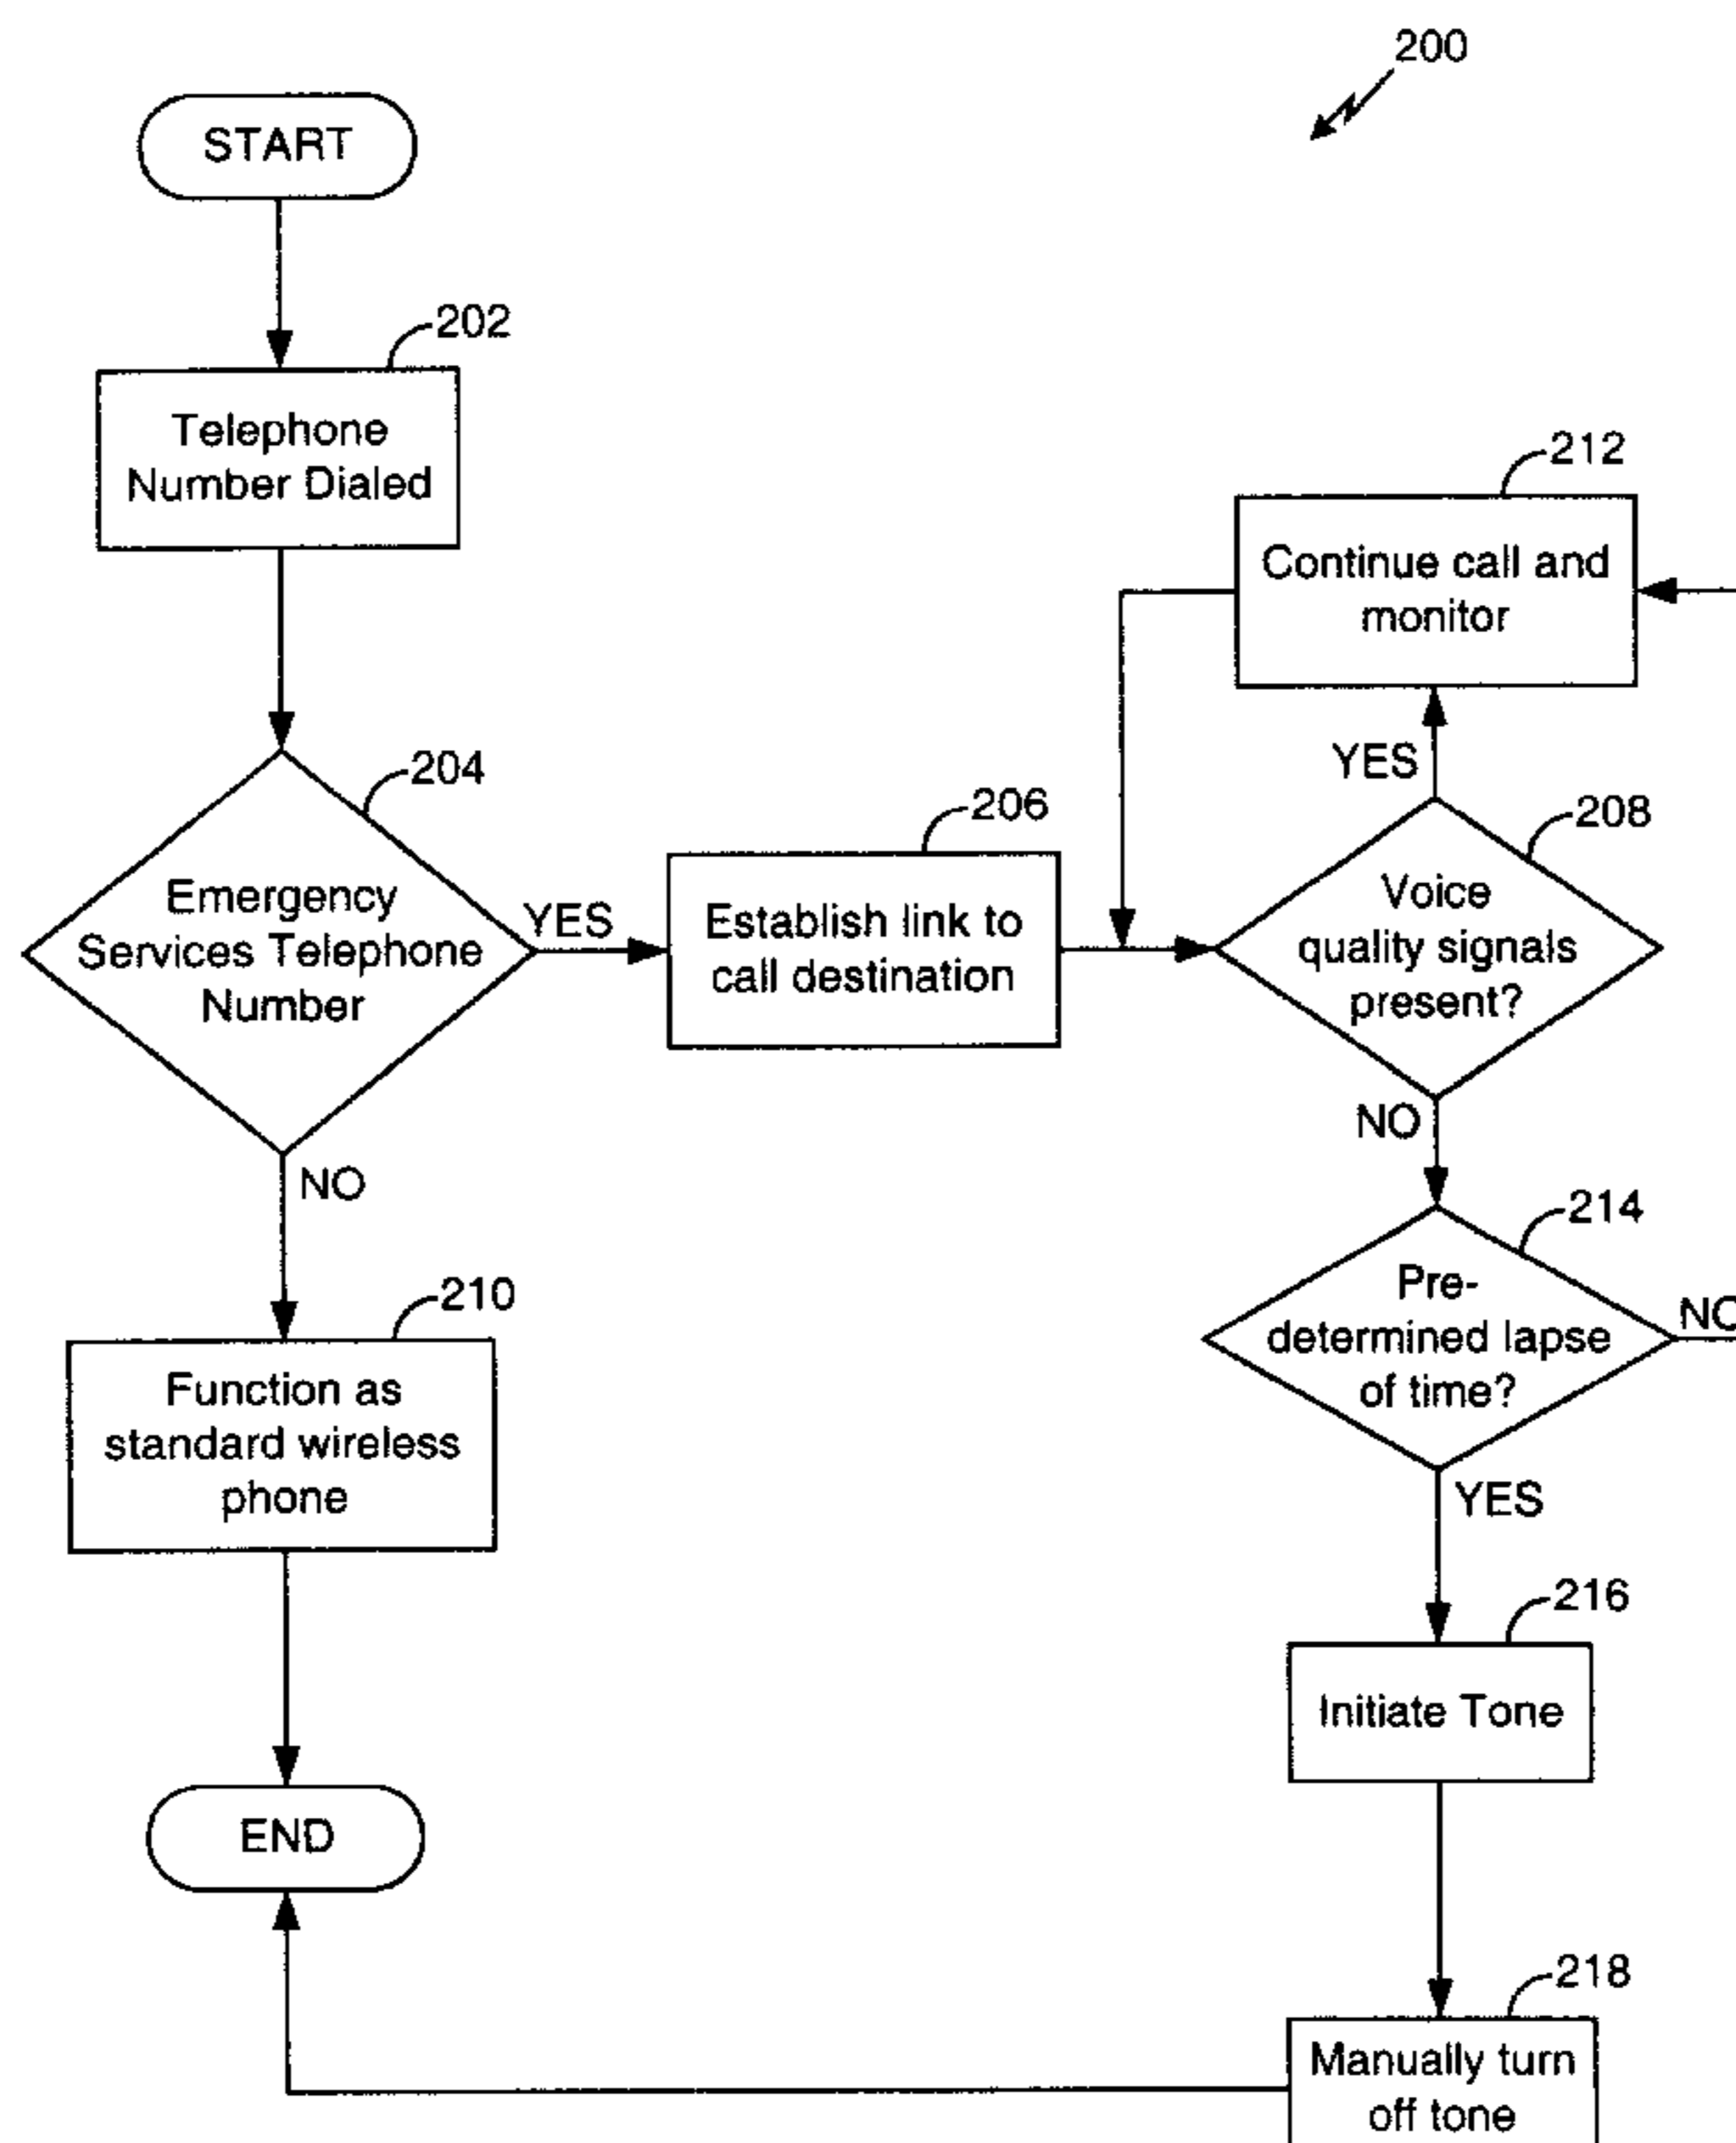 200
START
202
Telephone
Number Dialed
204
Emergency
Services Telephone
Number
YES
NO
206
Establish link to
call destination
212
Continue call and
monitor
YES
208
Voice
quality signals
present?
NO
214
Pre-
determined lapse
of time?
NO
YES
210
Function as
standard wireless
phone
216
Initiate Tone
END
218
Manually turn
off tone